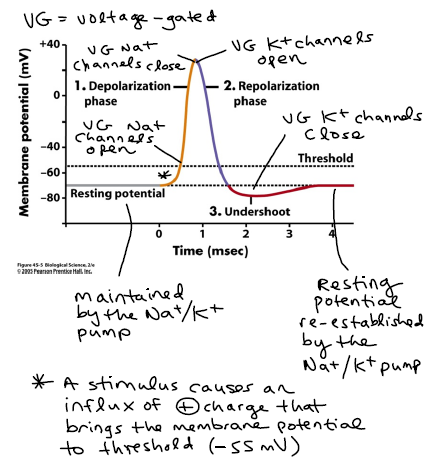 VG = voltage-gated
+40
VG Na+
channels close
VG K+ channels
open
1. Depolarization
phase
2. Repolarization
phase
0
VG Na+
channels
open
VG K+ channels
close
Membrane potential (mV)
−40
Threshold
−60
*
Resting potential
−80
3. Undershoot
0 1 2 3 4
Time (msec)
Figure 45-5 Biological Science, 2/e
© 2005 Pearson Prentice Hall, Inc.
maintained
by the Na+/K+
pump
Resting
potential
re-established
by the
Na+/K+ pump
* A stimulus causes an
influx of ⊕ charge that
brings the membrane potential
to threshold (-55 mV)